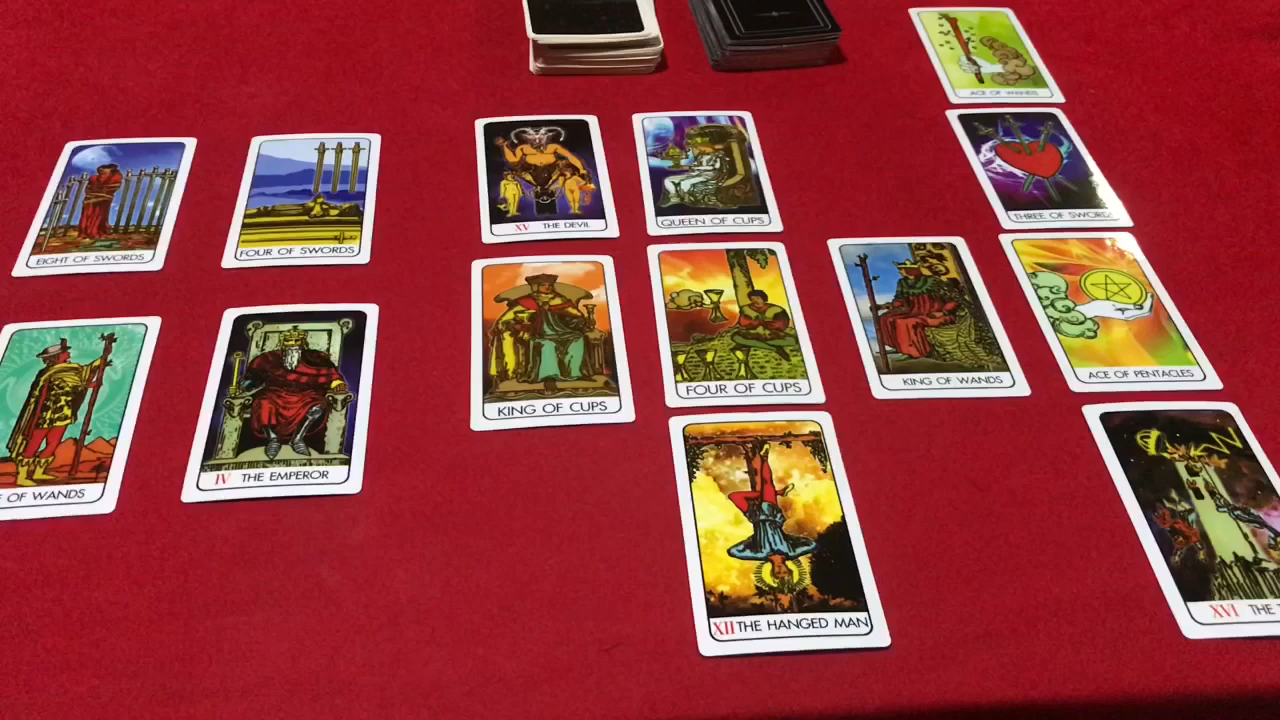 ACE OF WANDS
EIGHT OF SWORDS
FOUR OF SWORDS
XV THE DEVIL
QUEEN OF CUPS
THREE OF SWORDS
OF WANDS
IV THE EMPEROR
KING OF CUPS
FOUR OF CUPS
KING OF WANDS
ACE OF PENTACLES
XII THE HANGED MAN
XVI THE